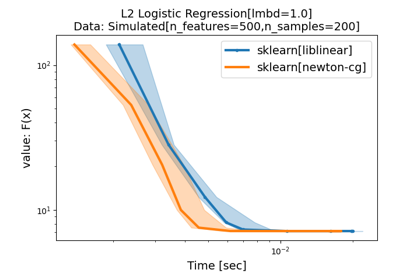 L2 Logistic Regression[lmbd=1.0]
Data: Simulated[n_features=500,n_samples=200]
sklearn[liblinear]
sklearn[newton-cg]
value: F(x)
10²
10¹
10⁻²
Time [sec]